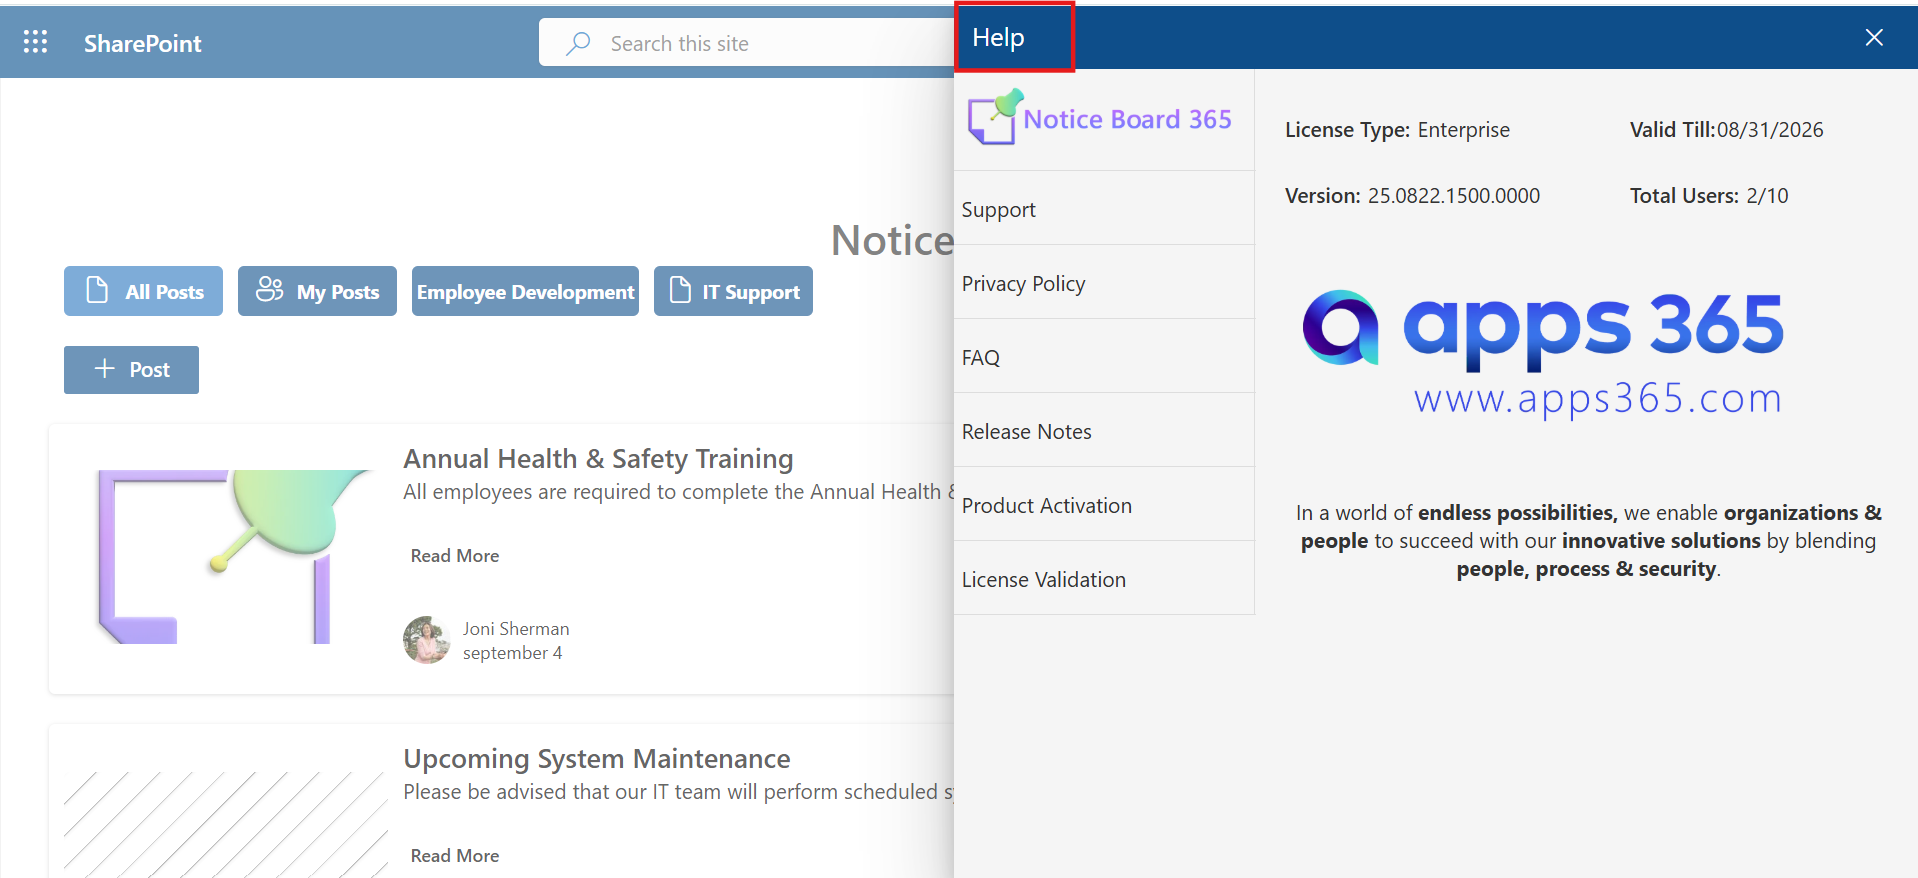 SharePoint
Search this site
Notice
All Posts
My Posts
Employee Development
IT Support
Post
Annual Health & Safety Training
All employees are required to complete the Annual Health &
Read More
Joni Sherman
september 4
Upcoming System Maintenance
Please be advised that our IT team will perform scheduled
Read More
Help
Notice Board 365
Support
Privacy Policy
FAQ
Release Notes
Product Activation
License Validation
License Type: Enterprise
Valid Till:08/31/2026
Version: 25.0822.1500.0000
Total Users: 2/10
apps 365
www.apps365.com
In a world of endless possibilities, we enable organizations &
people to succeed with our innovative solutions by blending
people, process & security.